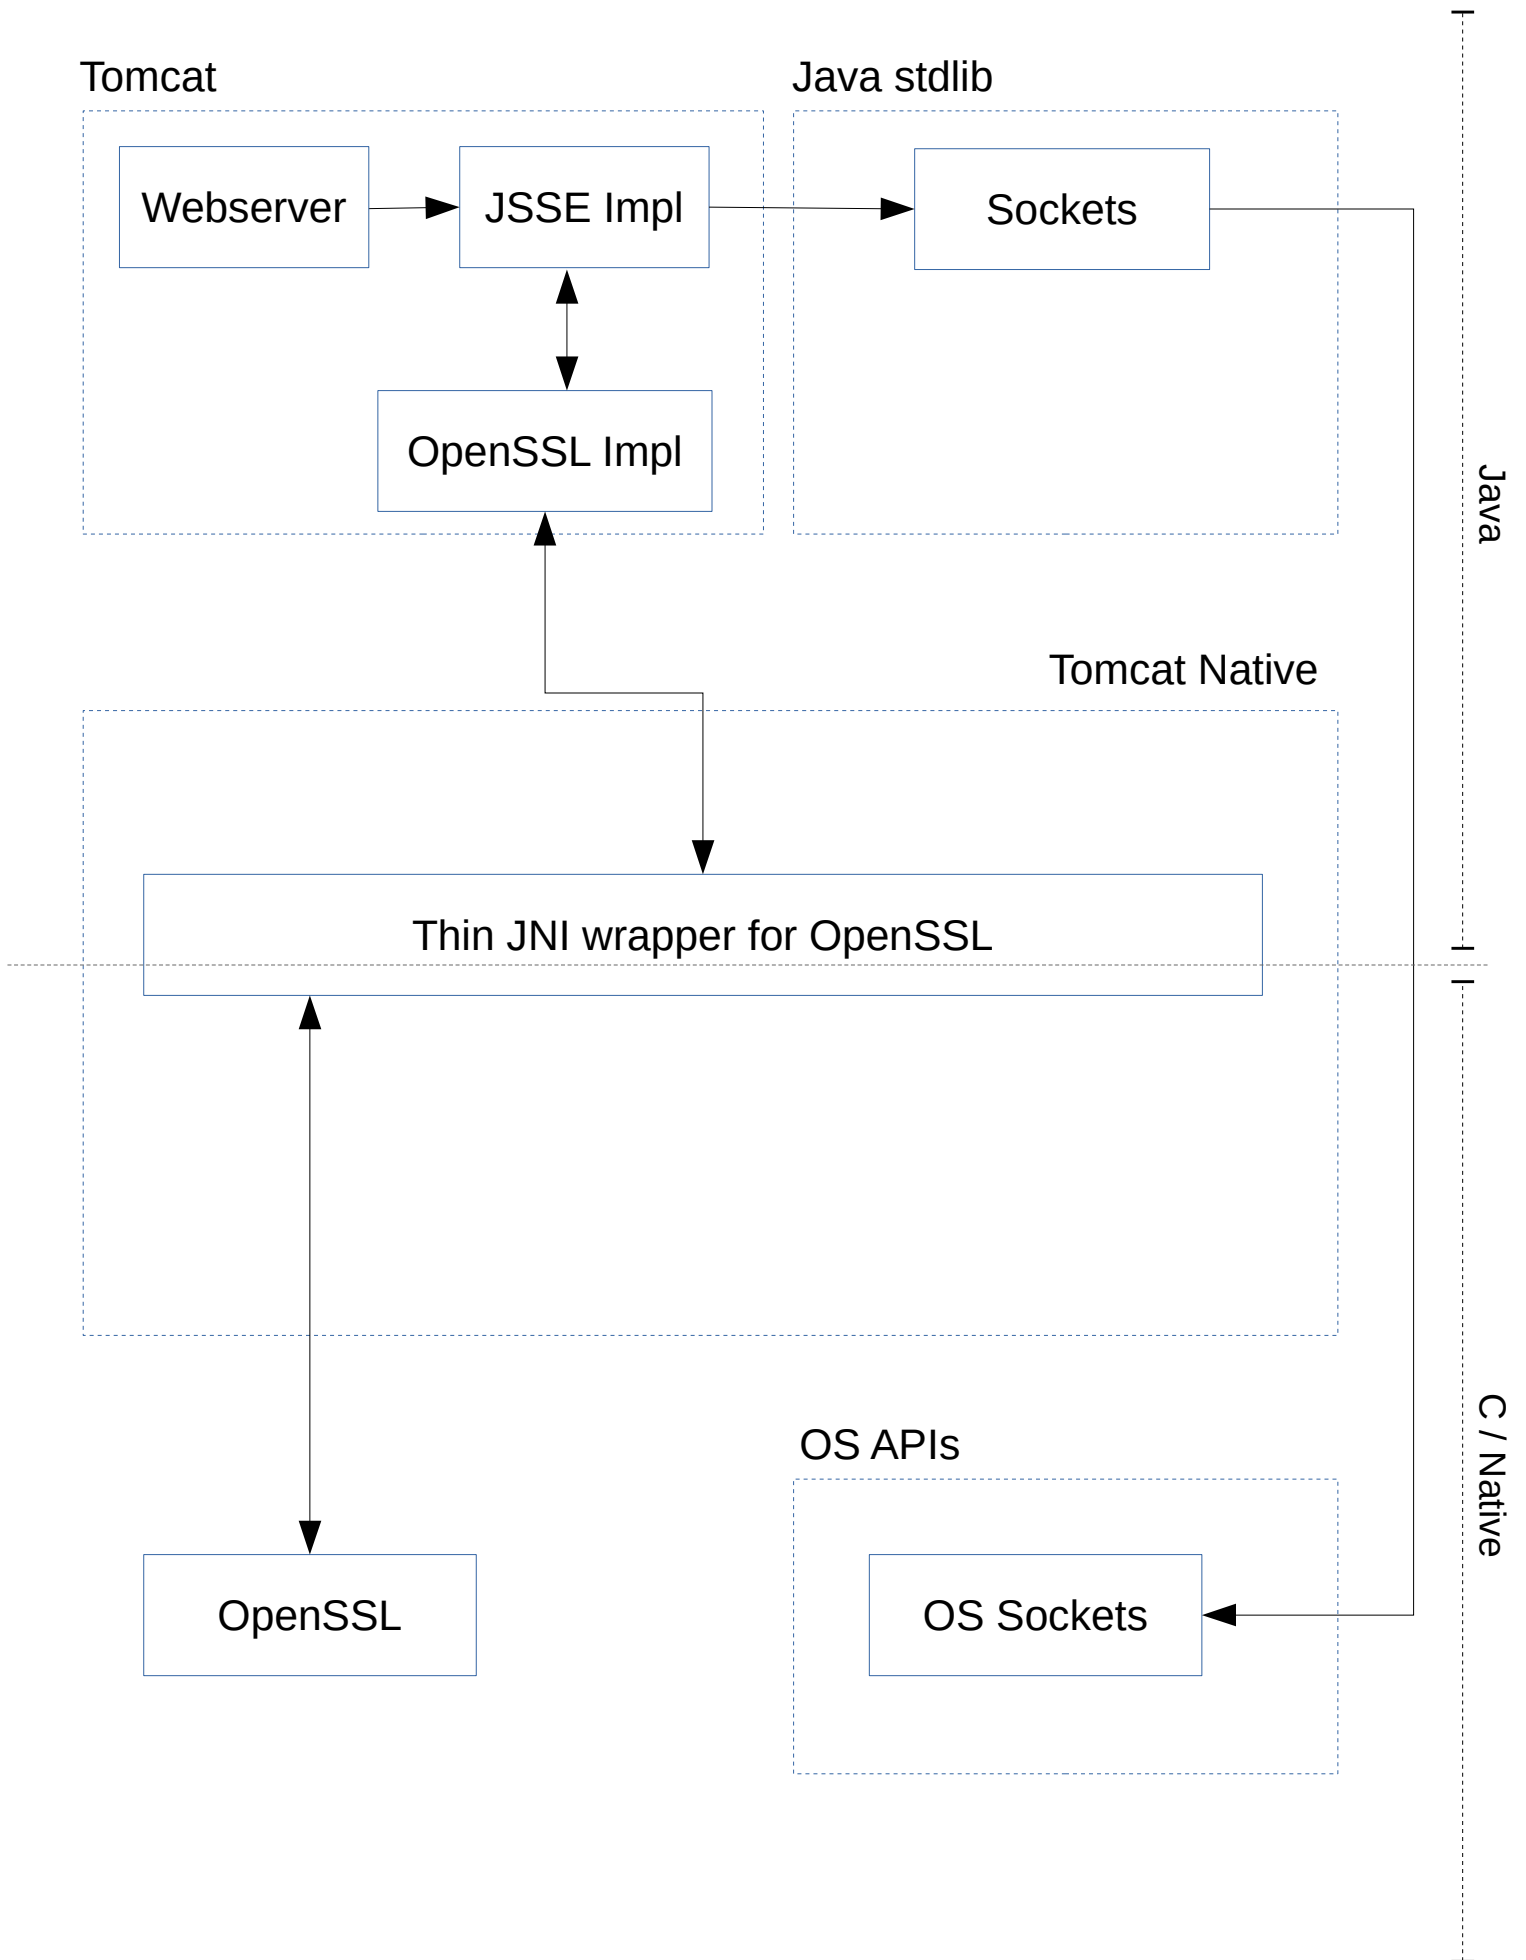 Tomcat
Java stdlib
Webserver
JSSE Impl
Sockets
OpenSSL Impl
Java
Tomcat Native
Thin JNI wrapper for OpenSSL
C / Native
OS APIs
OpenSSL
OS Sockets